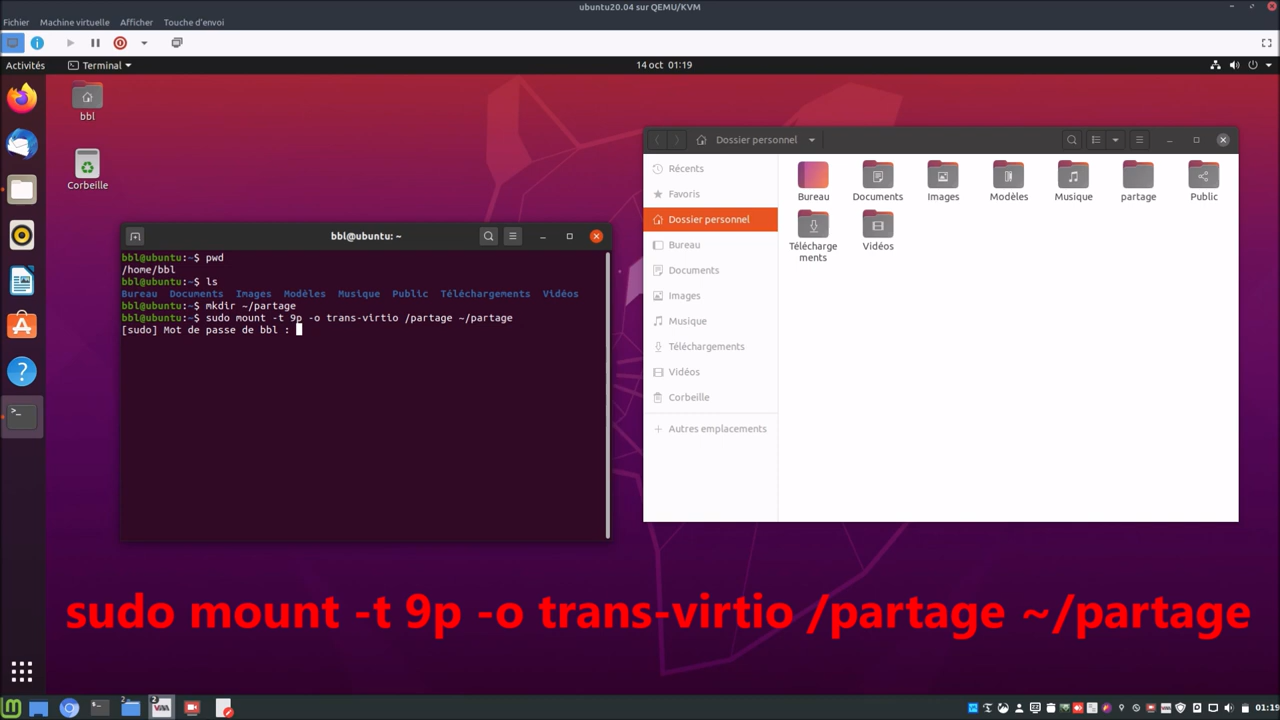 ubuntu20.04 sur QEMU/KVM
Fichier Machine virtuelle Afficher Touche d'envoi
Activités Terminal 14 oct 01:19
bbl
Corbeille
bbl@ubuntu: ~
bbl@ubuntu:~$ pwd
/home/bbl
bbl@ubuntu:~$ ls
Bureau Documents Images Modèles Musique Public Téléchargements Vidéos
bbl@ubuntu:~$ mkdir ~/partage
bbl@ubuntu:~$ sudo mount -t 9p -o trans-virtio /partage ~/partage
[sudo] Mot de passe de bbl :
Dossier personnel
Récents
Favoris
Dossier personnel
Bureau
Documents
Images
Musique
Téléchargements
Vidéos
Corbeille
+ Autres emplacements
Bureau Documents Images Modèles Musique partage Public
Télécharge
ments
Vidéos
sudo mount -t 9p -o trans-virtio /partage ~/partage
01:19